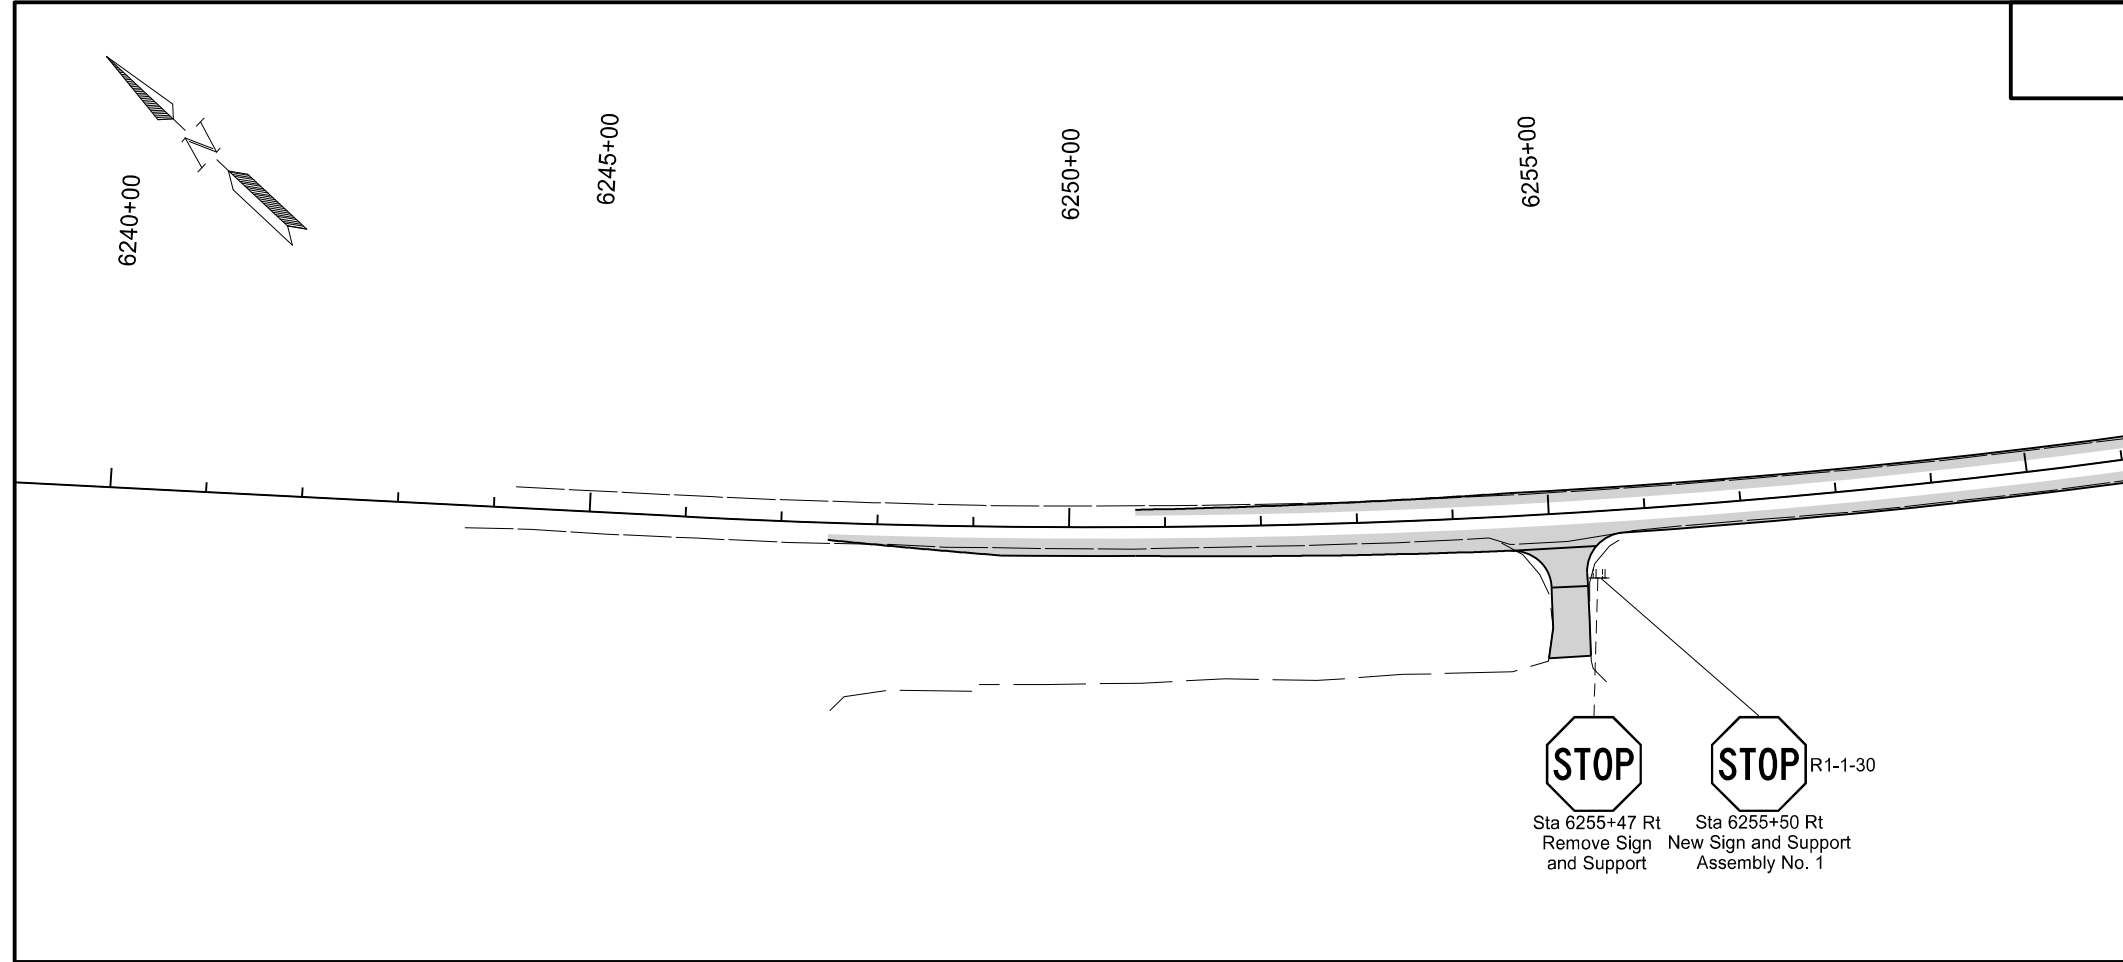 N
6240+00
6245+00
6250+00
6255+00
STOP
STOP
R1-1-30
Sta 6255+47 Rt
Remove Sign
and Support
Sta 6255+50 Rt
New Sign and Support
Assembly No. 1